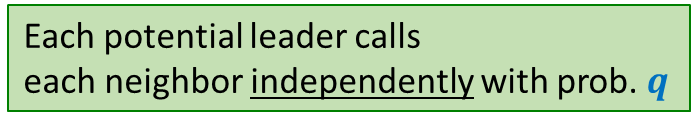 Each potential leader calls
each neighbor independently with prob. q